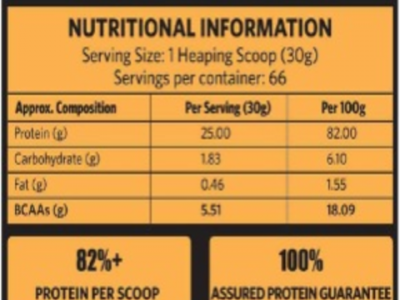 NUTRITIONAL INFORMATION
Serving Size: 1 Heaping Scoop (30g)
Servings per container: 66
Approx. Composition Per Serving (30g) Per 100g
Protein (g) 25.00 82.00
Carbohydrate (g) 1.83 6.10
Fat (g) 0.46 1.55
BCAAs (g) 5.51 18.09
82%+ 100%
PROTEIN PER SCOOP ASSURED PROTEIN GUARANTEE